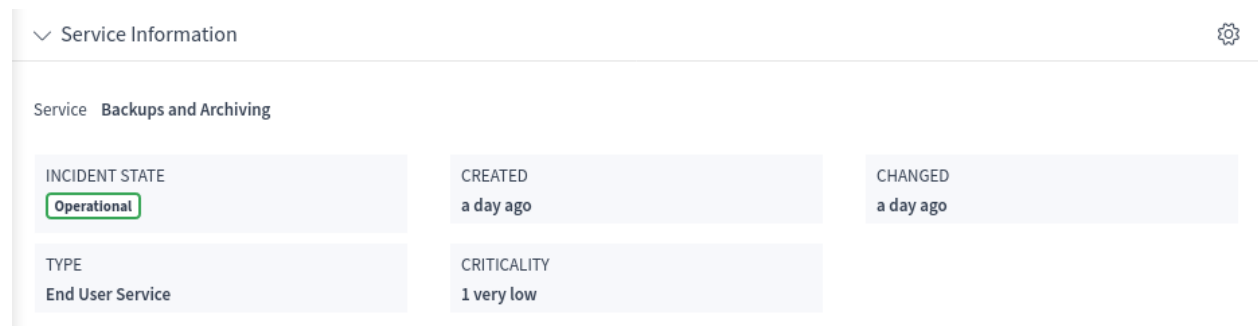 Service Information
Service Backups and Archiving
INCIDENT STATE
Operational
CREATED
a day ago
CHANGED
a day ago
TYPE
End User Service
CRITICALITY
1 very low